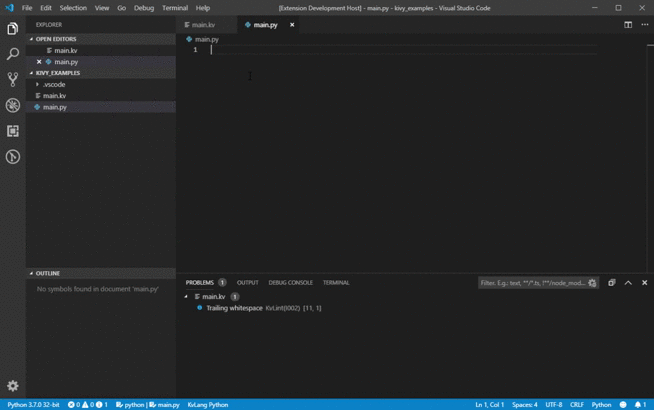 File Edit Selection View Go Debug Terminal Help
[Extension Development Host] - main.py - kivy_examples - Visual Studio Code
EXPLORER
OPEN EDITORS
main.kv
main.py
KIVY_EXAMPLES
.vscode
main.kv
main.py
OUTLINE
No symbols found in document 'main.py'
main.kv
main.py
main.py
1
PROBLEMS 1 OUTPUT DEBUG CONSOLE TERMINAL
Filter. E.g.: text, **/*.ts, !**/node_mod...
main.kv 1
Trailing whitespace KvLint(I002) [11, 1]
Python 3.7.0 32-bit 0 0 1 python | main.py KvLang Python
Ln 1, Col 1 Spaces: 4 UTF-8 CRLF Python 1